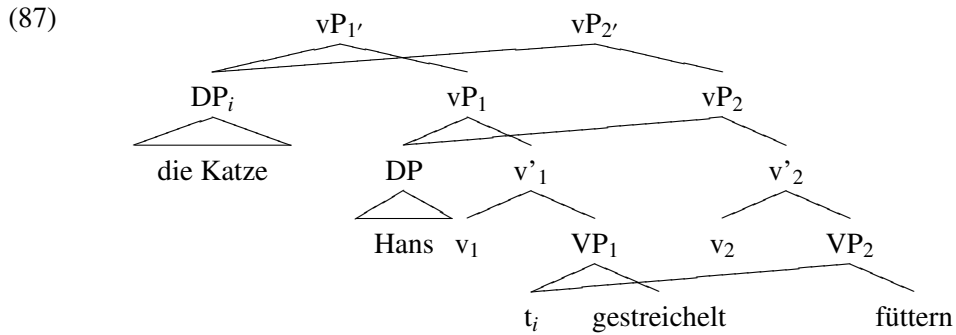 (87) vP₁′ vP₂′
DPᵢ vP₁ vP₂
die Katze DP v’₁ v’₂
Hans v₁ VP₁ v₂ VP₂
tᵢ gestreichelt füttern